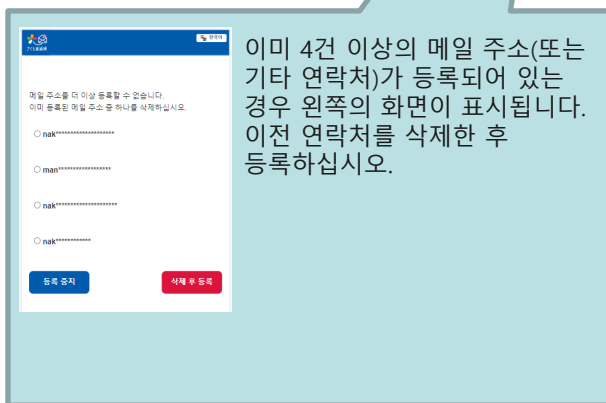 한국어
메일 주소를 더 이상 등록할 수 없습니다.
이미 등록된 메일 주소 중 하나를 삭제하십시오.
nak********************
man******************
nak*********************
nak************
등록 중지
삭제 후 등록
이미 4건 이상의 메일 주소(또는
기타 연락처)가 등록되어 있는
경우 왼쪽의 화면이 표시됩니다.
이전 연락처를 삭제한 후
등록하십시오.